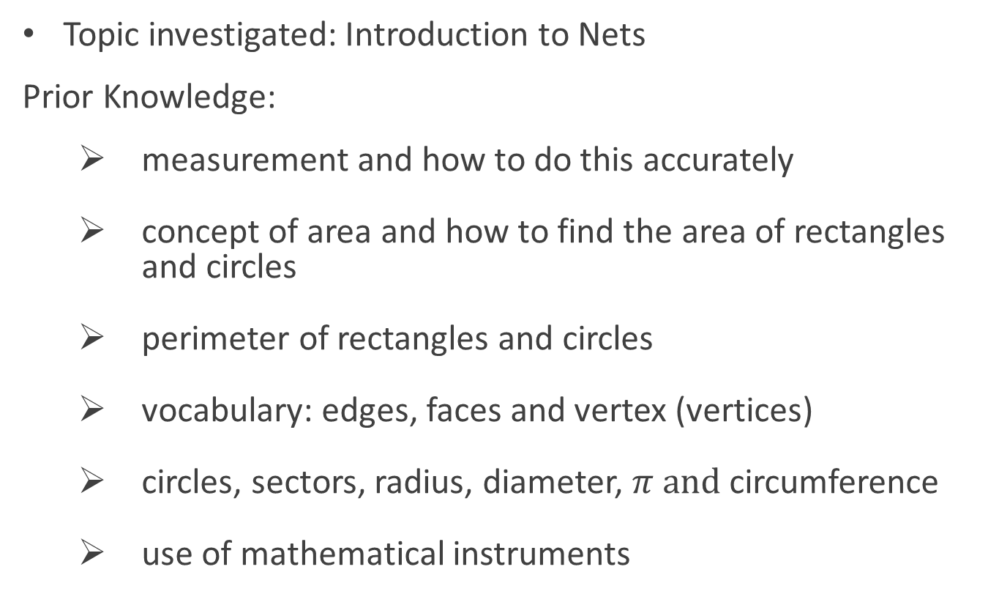 • Topic investigated: Introduction to Nets
Prior Knowledge:
➢ measurement and how to do this accurately
➢ concept of area and how to find the area of rectangles
and circles
➢ perimeter of rectangles and circles
➢ vocabulary: edges, faces and vertex (vertices)
➢ circles, sectors, radius, diameter, π and circumference
➢ use of mathematical instruments